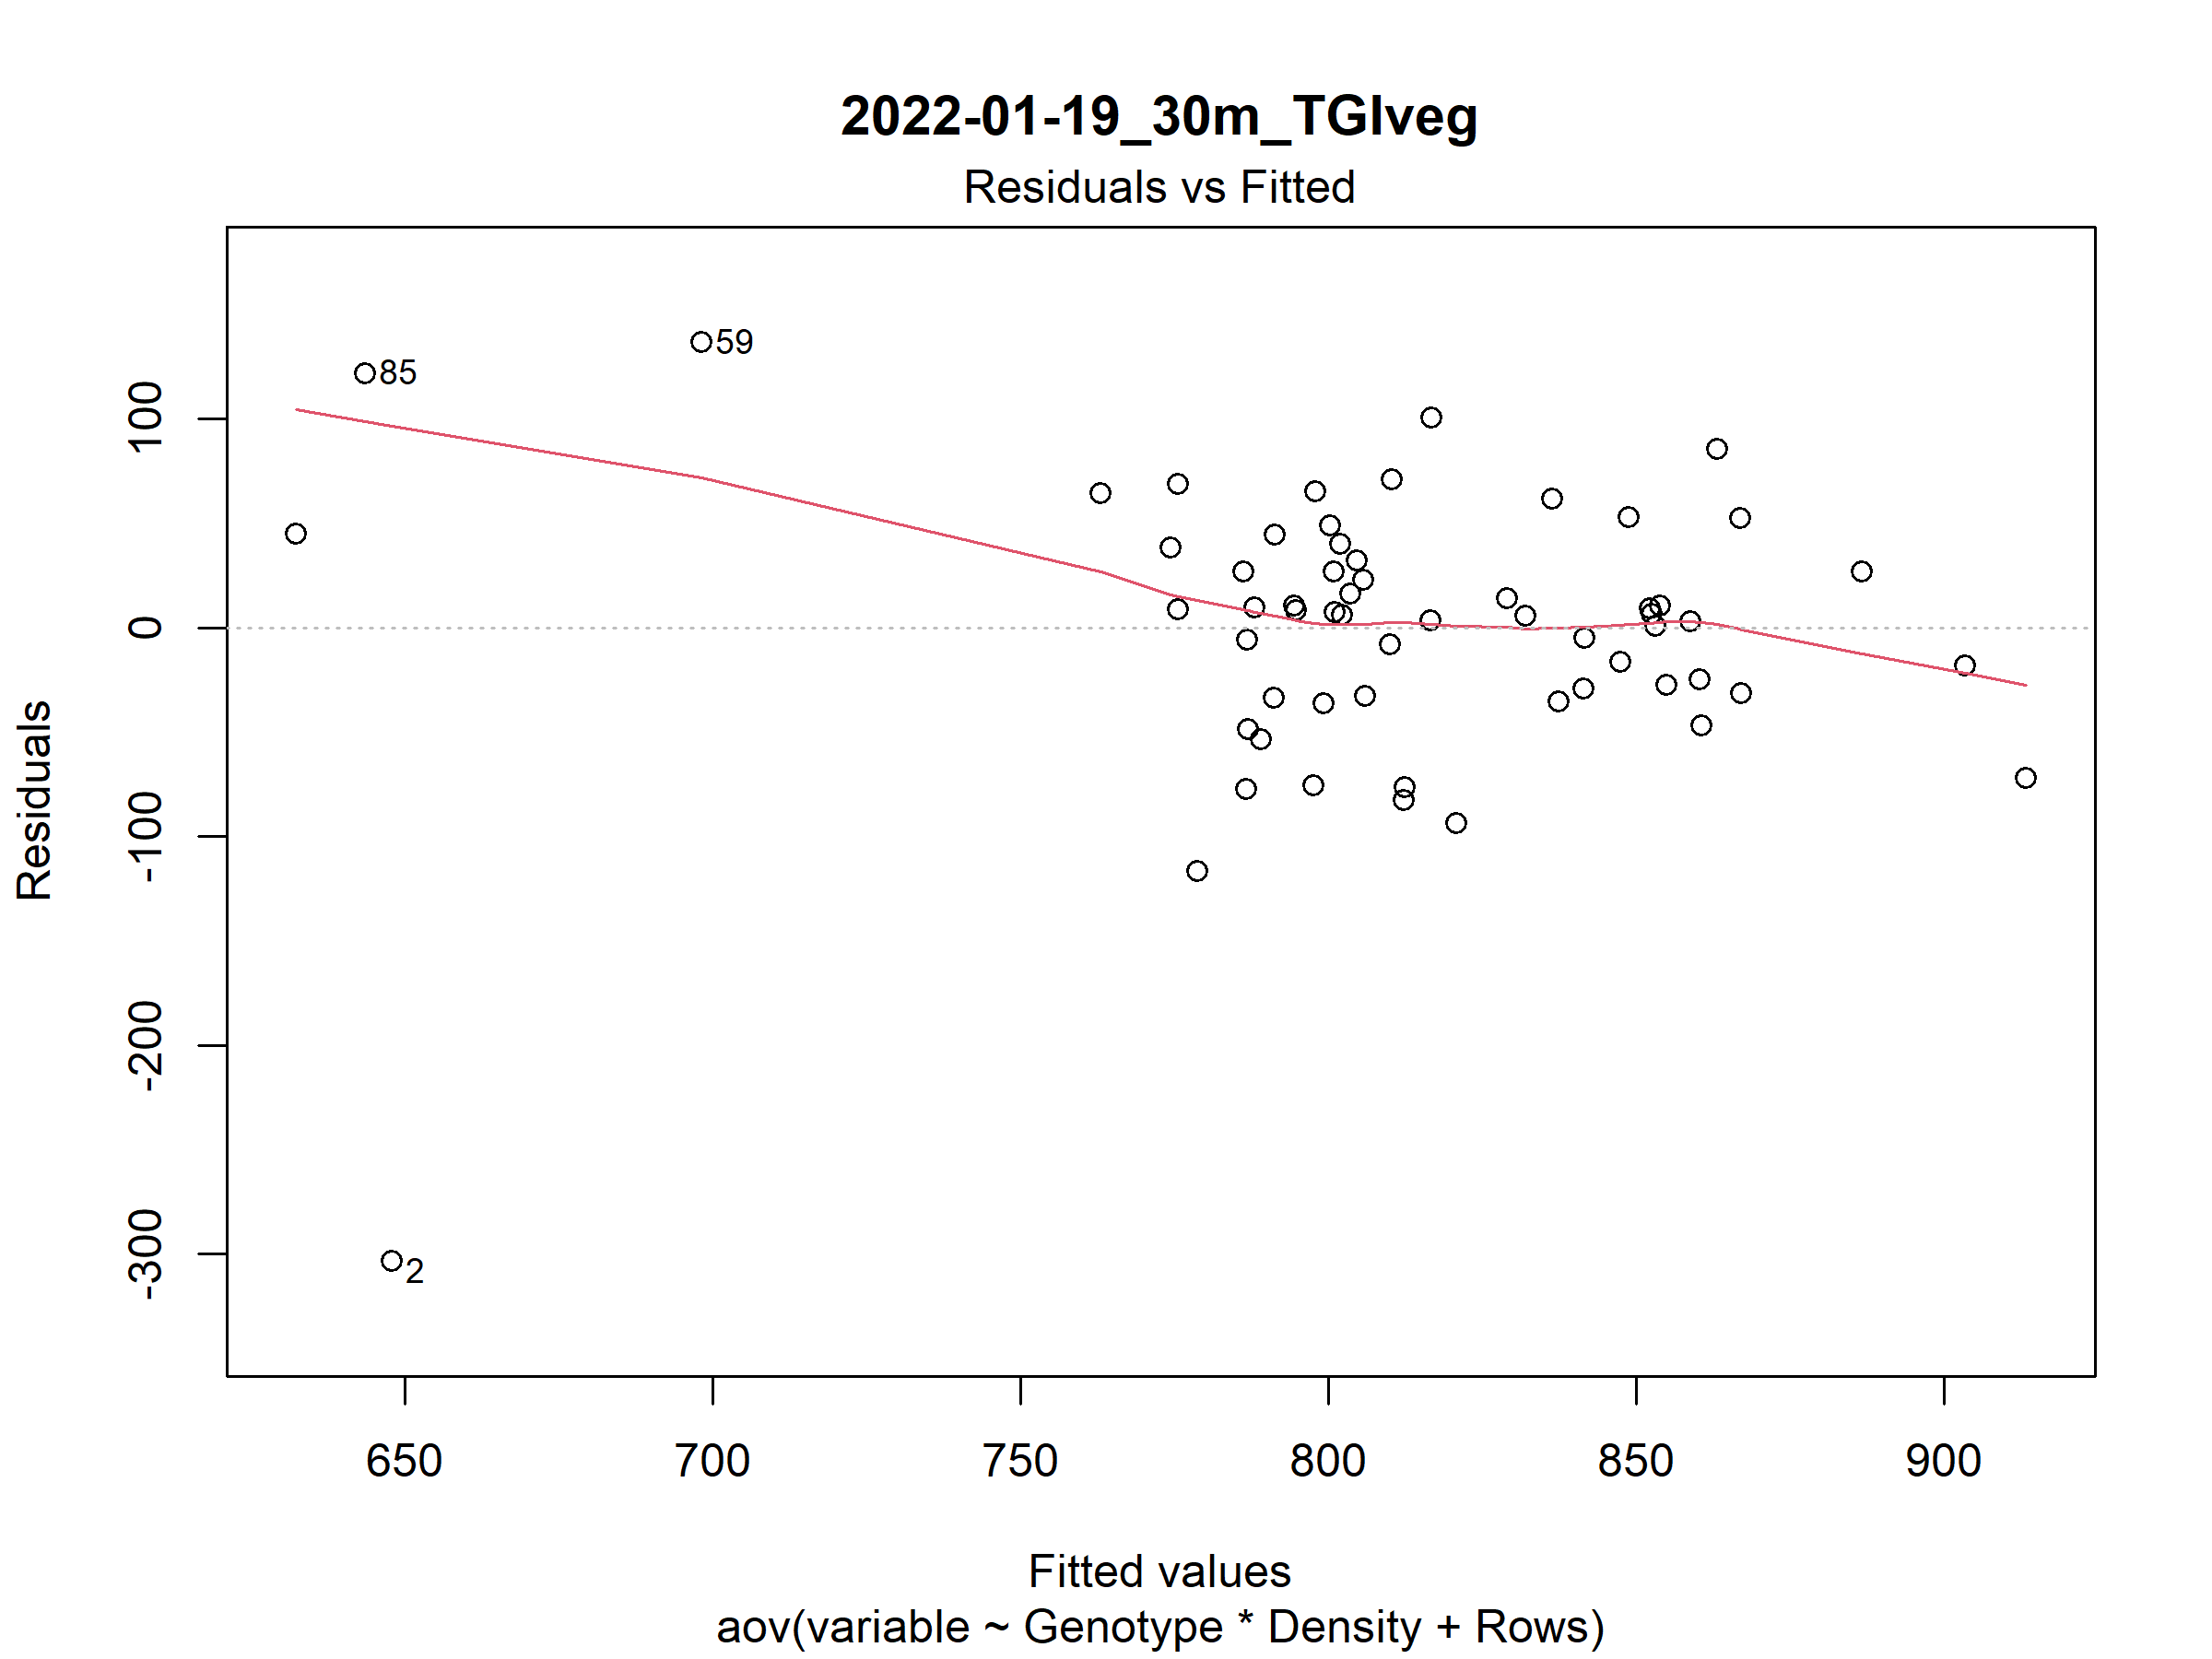 2022-01-19_30m_TGIveg
Residuals vs Fitted
59
85
100
0
-100
-200
-300
Residuals
2
650 700 750 800 850 900
Fitted values
aov(variable ~ Genotype * Density + Rows)